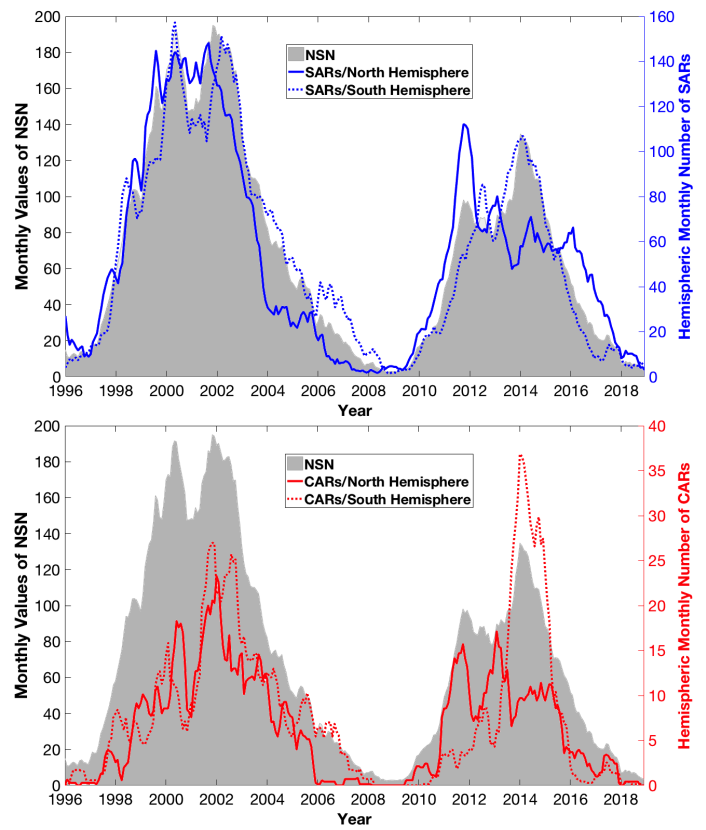 200
180
160
140
120
100
80
60
40
20
0
Monthly Values of NSN
160
140
120
100
80
60
40
20
0
Hemispheric Monthly Number of SARs
NSN
SARs/North Hemisphere
SARs/South Hemisphere
1996 1998 2000 2002 2004 2006 2008 2010 2012 2014 2016 2018
Year
200
180
160
140
120
100
80
60
40
20
0
Monthly Values of NSN
40
35
30
25
20
15
10
5
0
Hemispheric Monthly Number of CARs
NSN
CARs/North Hemisphere
CARs/South Hemisphere
1996 1998 2000 2002 2004 2006 2008 2010 2012 2014 2016 2018
Year